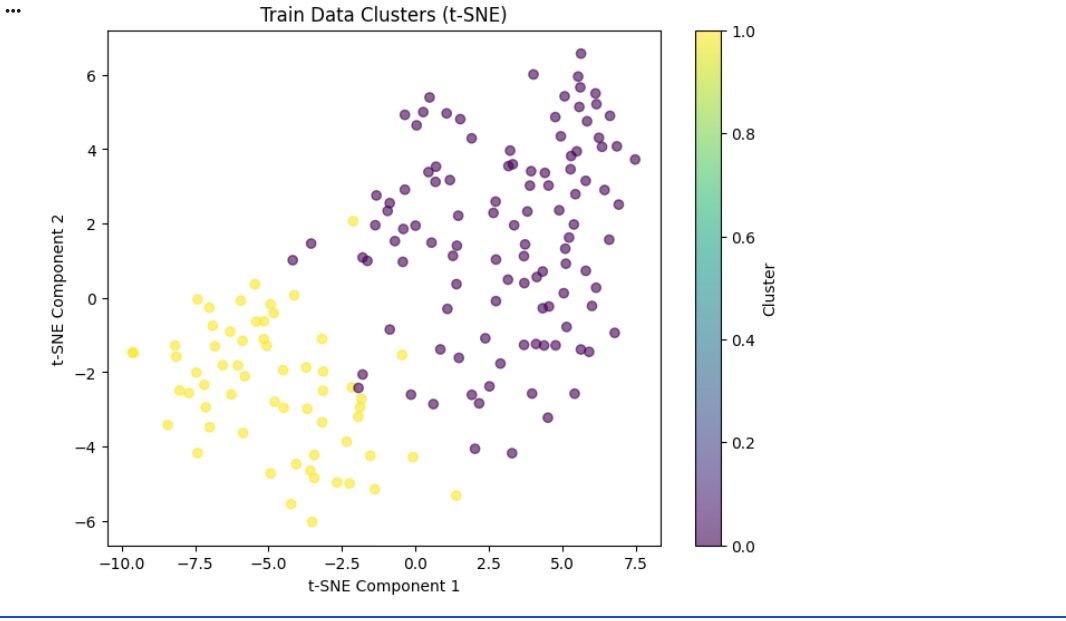 ...
Train Data Clusters (t-SNE)
6
4
2
0
−2
−4
−6
t-SNE Component 2
−10.0 −7.5 −5.0 −2.5 0.0 2.5 5.0 7.5
t-SNE Component 1
1.0
0.8
0.6
0.4
0.2
0.0
Cluster